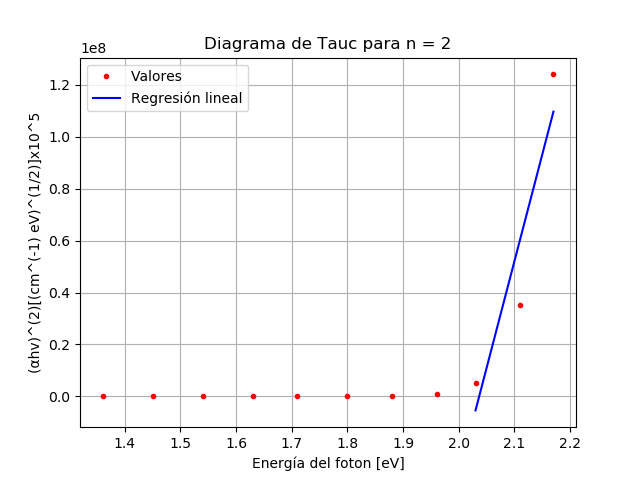 Diagrama de Tauc para n = 2
1e8
Valores
Regresión lineal
(αhv)^(2)[(cm^(-1) eV)^(1/2)]x10^5
1.2
1.0
0.8
0.6
0.4
0.2
0.0
1.4 1.5 1.6 1.7 1.8 1.9 2.0 2.1 2.2
Energía del foton [eV]